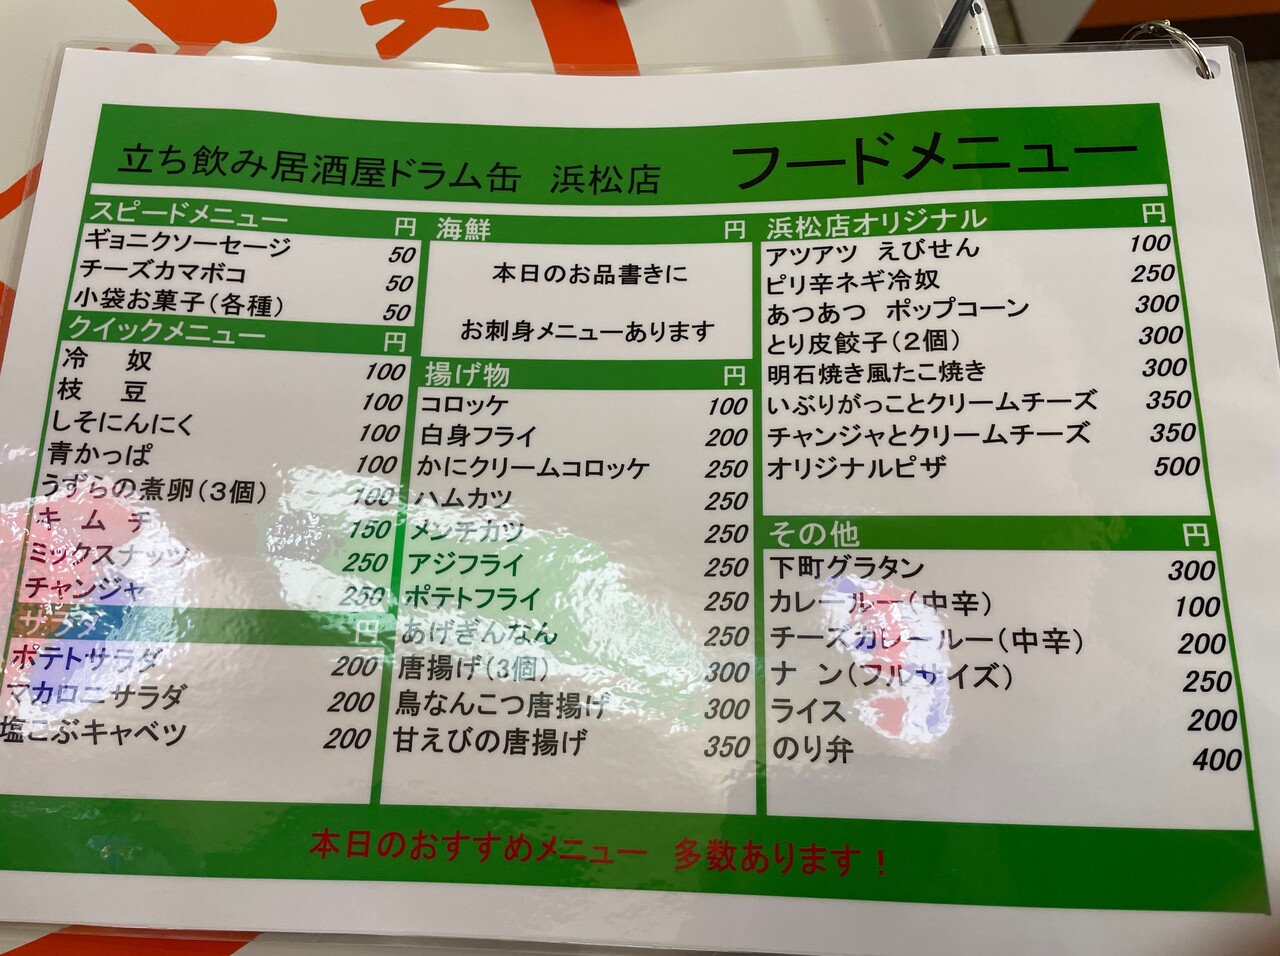 立ち飲み居酒屋ドラム缶 浜松店 フードメニュー
スピードメニュー 円
ギョニクソーセージ 50
チーズカマボコ 50
小袋お菓子(各種) 50
クイックメニュー 円
冷 奴 100
枝 豆 100
しそにんにく 100
青かっぱ 100
うずらの煮卵(3個) 100
キ ム チ 150
ミックスナッツ 250
チャンジャ 250
サラダ 円
ポテトサラダ 200
マカロニサラダ 200
塩こぶキャベツ 200
海鮮 円
本日のお品書きに
お刺身メニューあります
揚げ物 円
コロッケ 100
白身フライ 200
かにクリームコロッケ 250
ハムカツ 250
メンチカツ 250
アジフライ 250
ポテトフライ 250
あげぎんなん 250
唐揚げ(3個) 300
鳥なんこつ唐揚げ 300
甘えびの唐揚げ 350
浜松店オリジナル 円
アツアツ えびせん 100
ピリ辛ネギ冷奴 250
あつあつ ポップコーン 300
とり皮餃子(2個) 300
明石焼き風たこ焼き 300
いぶりがっことクリームチーズ 350
チャンジャとクリームチーズ 350
オリジナルピザ 500
その他 円
下町グラタン 300
カレールー(中辛) 100
チーズカレールー(中辛) 200
ナ ン(フルサイズ) 250
ライス 200
のり弁 400
本日のおすすめメニュー 多数あります!